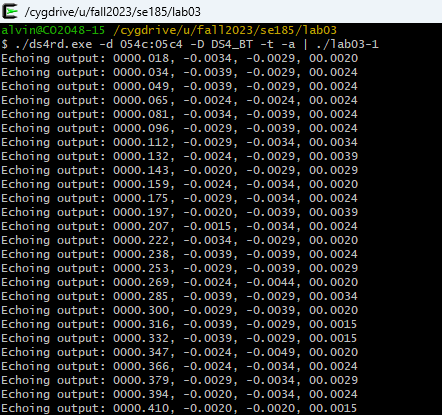 /cygdrive/u/fall2023/se185/lab03
alvin@CO2048-15 /cygdrive/u/fall2023/se185/lab03
$ ./ds4rd.exe -d 054c:05c4 -D DS4_BT -t -a | ./lab03-1
Echoing output: 0000.018, -0.0034, -0.0029, 00.0020
Echoing output: 0000.034, -0.0039, -0.0029, 00.0024
Echoing output: 0000.049, -0.0029, -0.0039, 00.0024
Echoing output: 0000.065, -0.0024, -0.0024, 00.0024
Echoing output: 0000.081, -0.0034, -0.0039, 00.0024
Echoing output: 0000.096, -0.0029, -0.0039, 00.0024
Echoing output: 0000.112, -0.0029, -0.0034, 00.0034
Echoing output: 0000.132, -0.0024, -0.0029, 00.0039
Echoing output: 0000.143, -0.0020, -0.0029, 00.0029
Echoing output: 0000.159, -0.0024, -0.0034, 00.0020
Echoing output: 0000.175, -0.0029, -0.0034, 00.0024
Echoing output: 0000.197, -0.0020, -0.0039, 00.0039
Echoing output: 0000.207, -0.0015, -0.0034, 00.0024
Echoing output: 0000.222, -0.0034, -0.0029, 00.0020
Echoing output: 0000.238, -0.0039, -0.0039, 00.0024
Echoing output: 0000.253, -0.0029, -0.0039, 00.0029
Echoing output: 0000.269, -0.0024, -0.0044, 00.0020
Echoing output: 0000.285, -0.0039, -0.0029, 00.0034
Echoing output: 0000.300, -0.0029, -0.0039, 00.0020
Echoing output: 0000.316, -0.0039, -0.0039, 00.0015
Echoing output: 0000.332, -0.0039, -0.0029, 00.0015
Echoing output: 0000.347, -0.0024, -0.0049, 00.0020
Echoing output: 0000.366, -0.0024, -0.0034, 00.0024
Echoing output: 0000.379, -0.0029, -0.0034, 00.0029
Echoing output: 0000.394, -0.0020, -0.0034, 00.0024
Echoing output: 0000.410, -0.0020, -0.0020, 00.0015